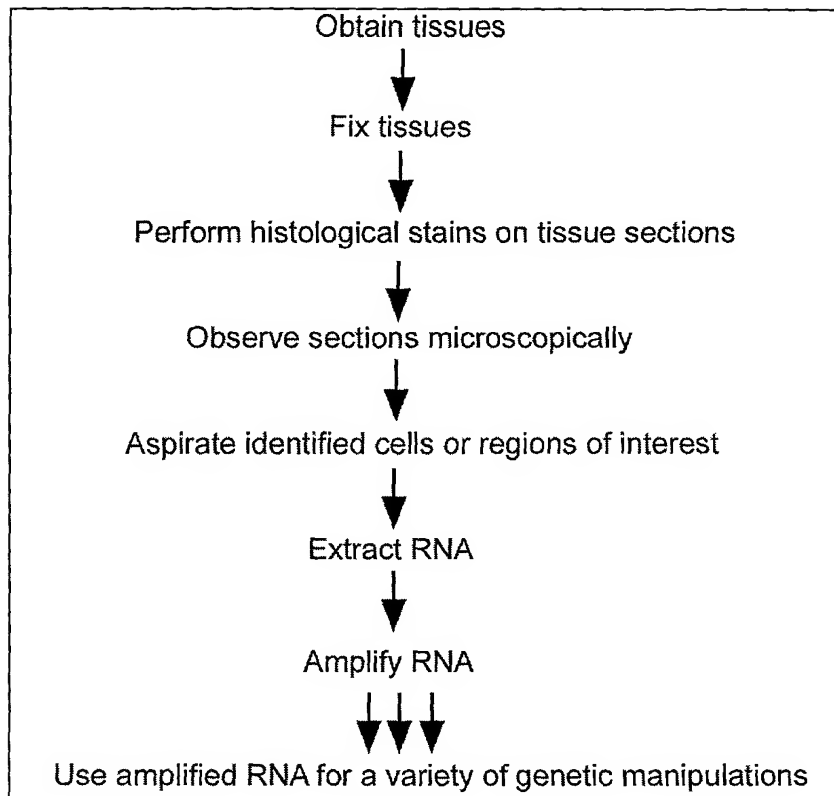 Obtain tissues
Fix tissues
Perform histological stains on tissue sections
Observe sections microscopically
Aspirate identified cells or regions of interest
Extract RNA
Amplify RNA
Use amplified RNA for a variety of genetic manipulations